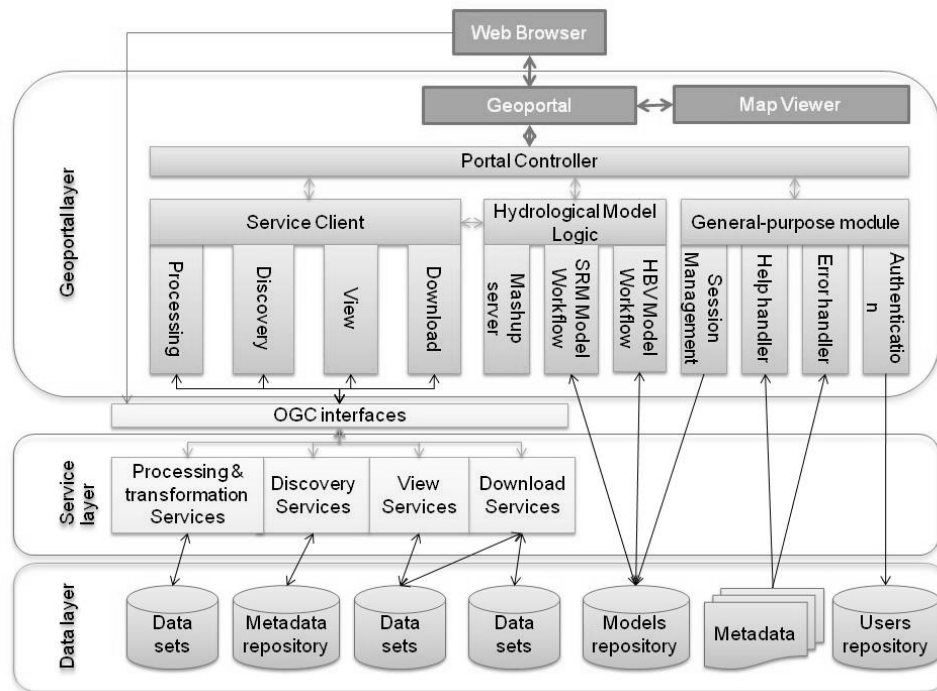 Web Browser
Geoportal
Map Viewer
Portal Controller
Geoportal layer
Service Client
Hydrological Model
Logic
General-purpose module
Processing
Discovery
View
Download
Mashup
server
SRM Model
Workflow
HBV Model
Workflow
Session
Management
Help handler
Error handler
Authenticatio
n
OGC interfaces
Service
layer
Processing &
transformation
Services
Discovery
Services
View
Services
Download
Services
Data layer
Data
sets
Metadata
repository
Data
sets
Data
sets
Models
repository
Metadata
Users
repository